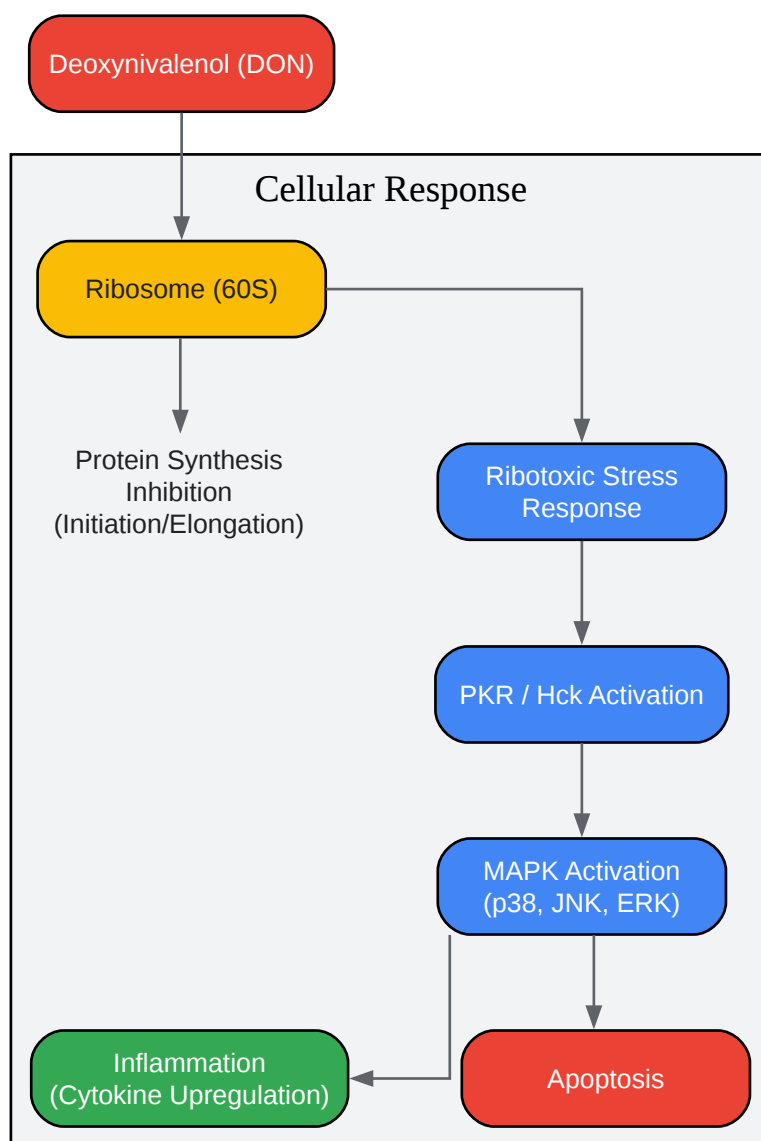 Deoxynivalenol (DON)
Cellular Response
Ribosome (60S)
Protein Synthesis
Inhibition
(Initiation/Elongation)
Ribotoxic Stress
Response
PKR / Hck Activation
MAPK Activation
(p38, JNK, ERK)
Inflammation
(Cytokine Upregulation)
Apoptosis